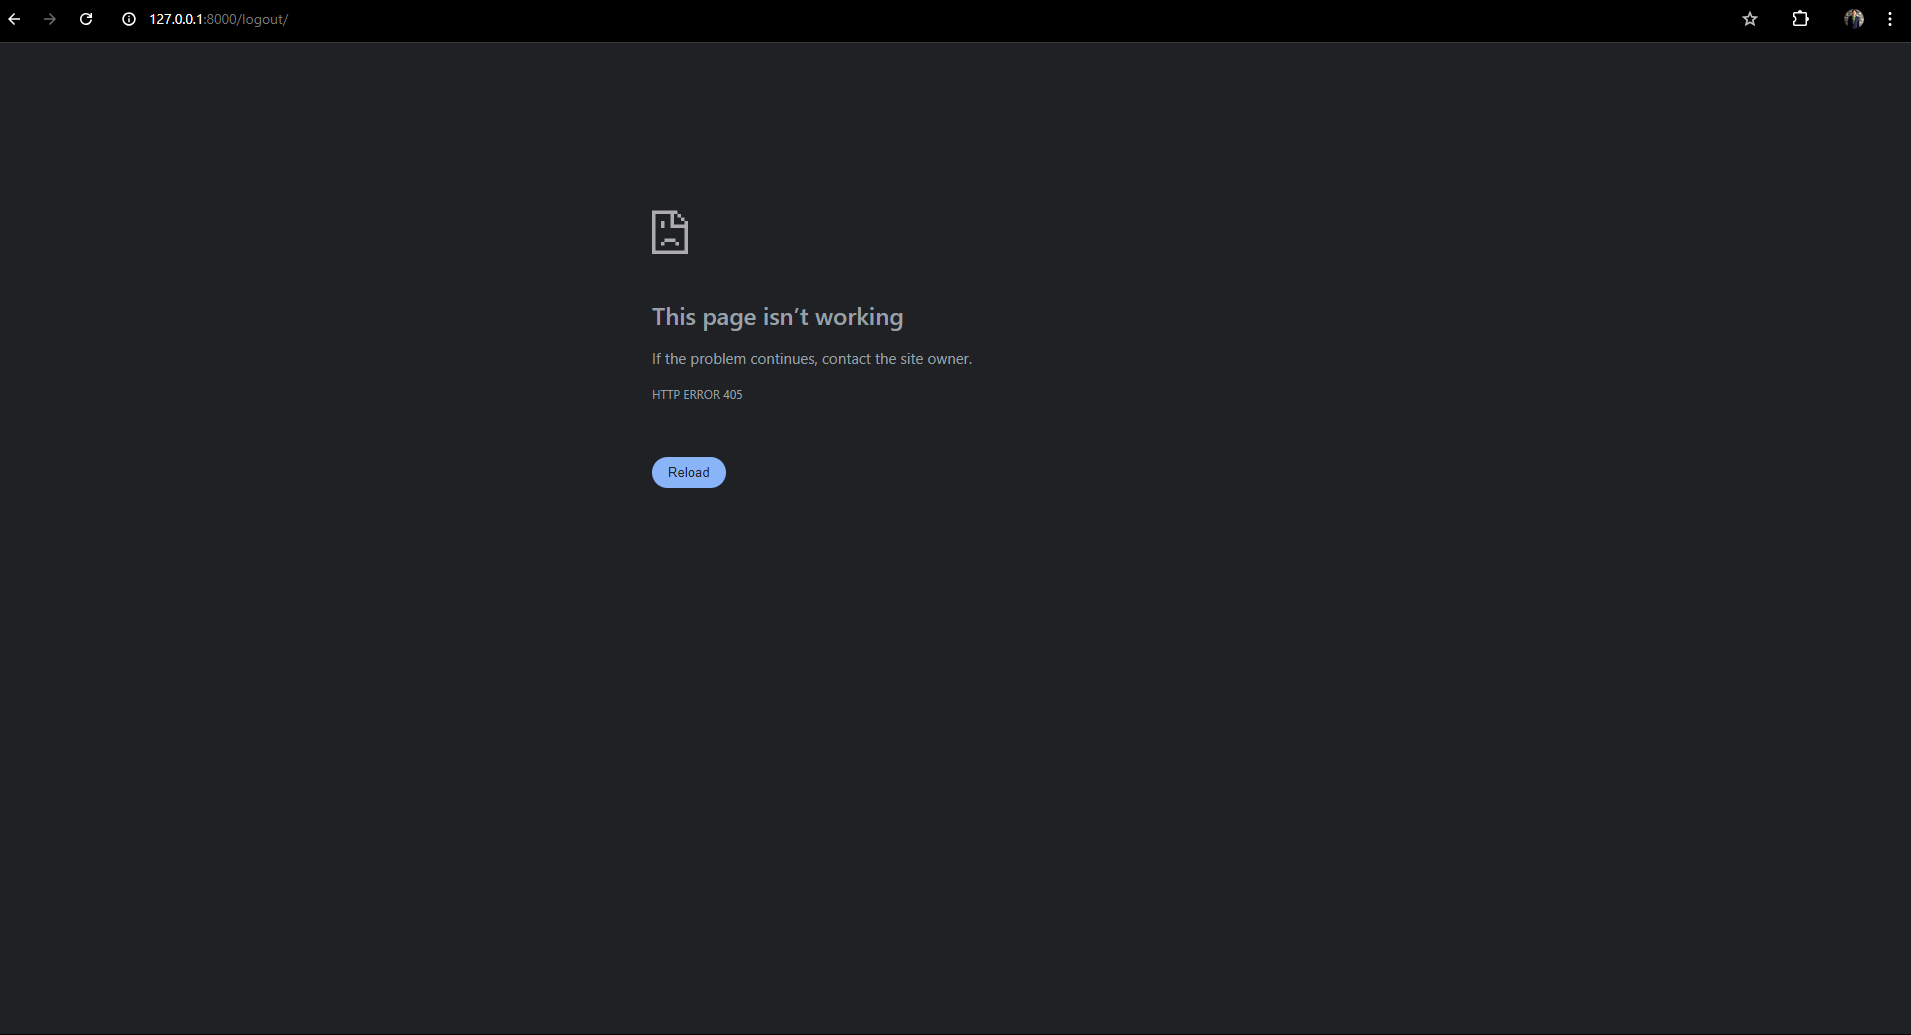 127.0.0.1:8000/logout/
This page isn’t working
If the problem continues, contact the site owner.
HTTP ERROR 405
Reload